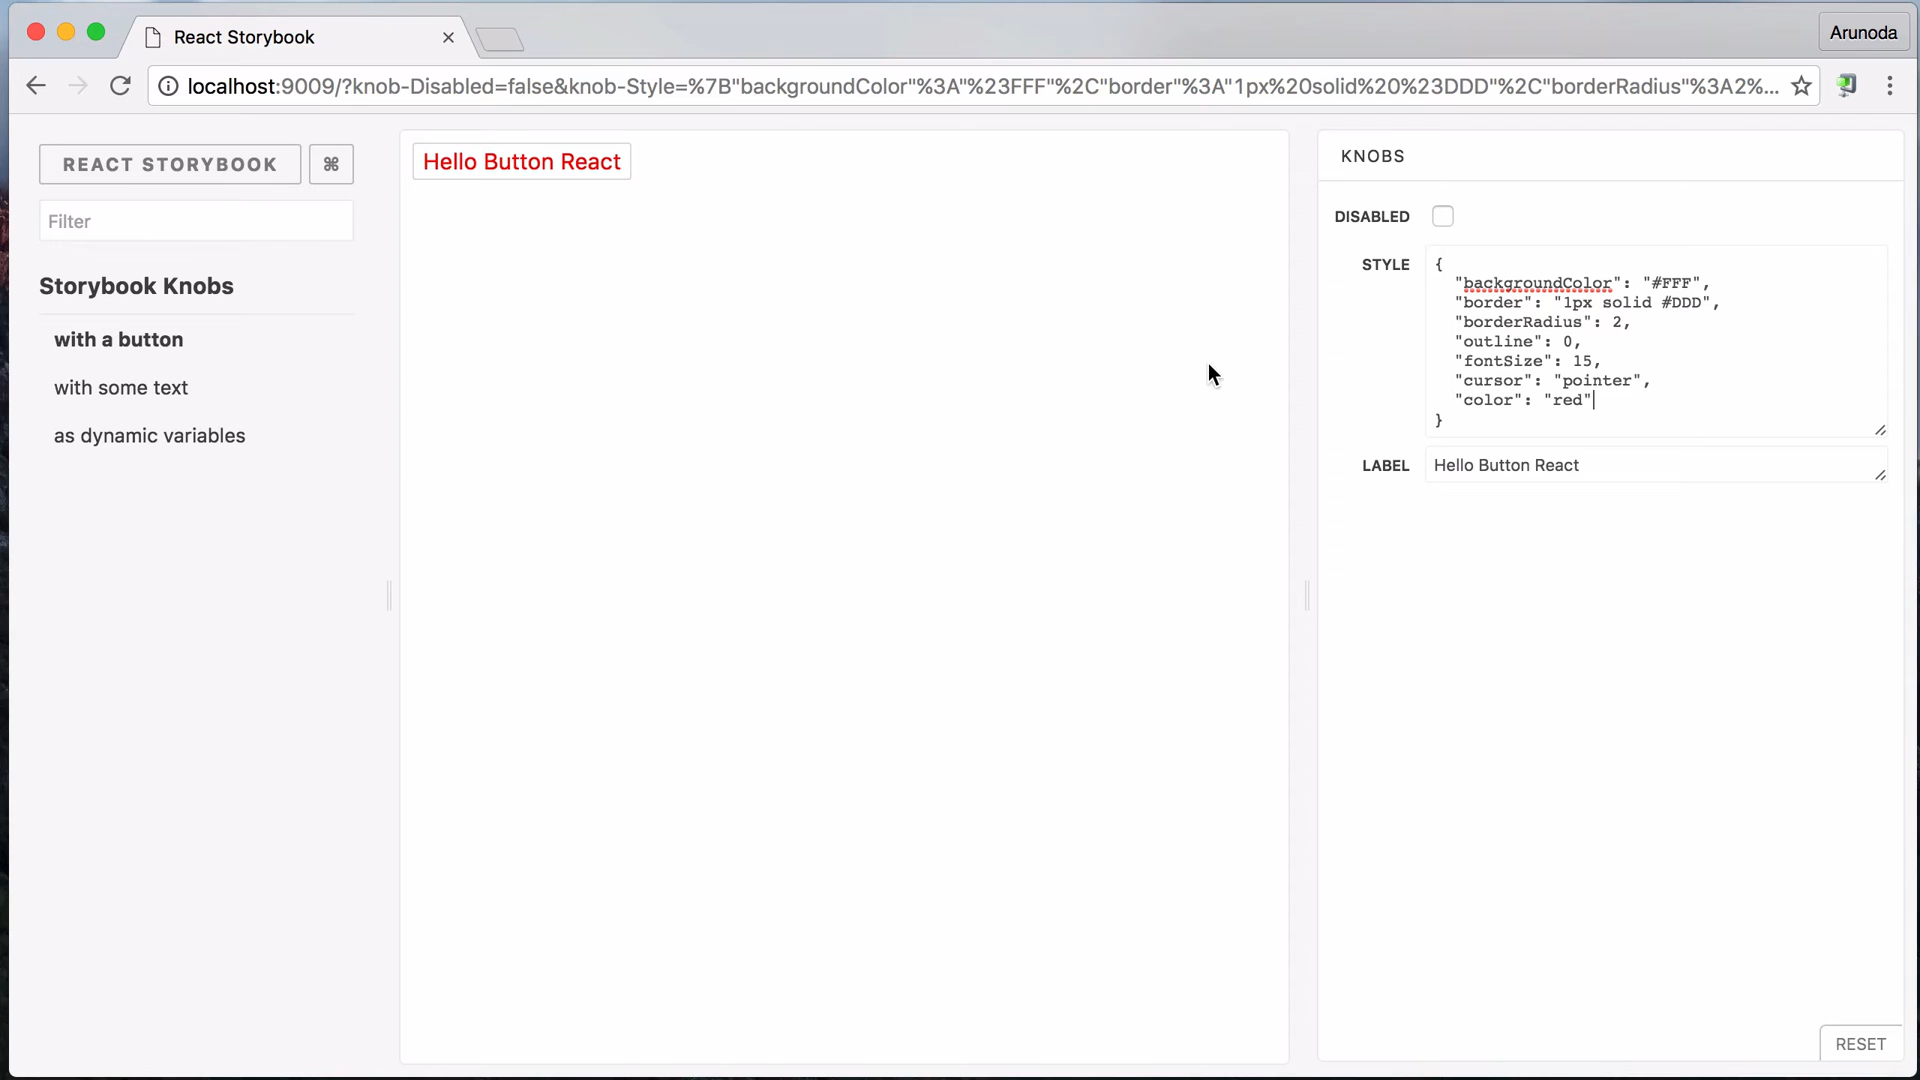 React Storybook
Arunoda
localhost:9009/?knob-Disabled=false&knob-Style=%7B"backgroundColor"%3A"%23FFF"%2C"border"%3A"1px%20solid%20%23DDD"%2C"borderRadius"%3A2%...
REACT STORYBOOK ⌘
Filter
Storybook Knobs
with a button
with some text
as dynamic variables
Hello Button React
KNOBS
DISABLED
STYLE
{
"backgroundColor": "#FFF",
"border": "1px solid #DDD",
"borderRadius": 2,
"outline": 0,
"fontSize": 15,
"cursor": "pointer",
"color": "red"
}
LABEL Hello Button React
RESET